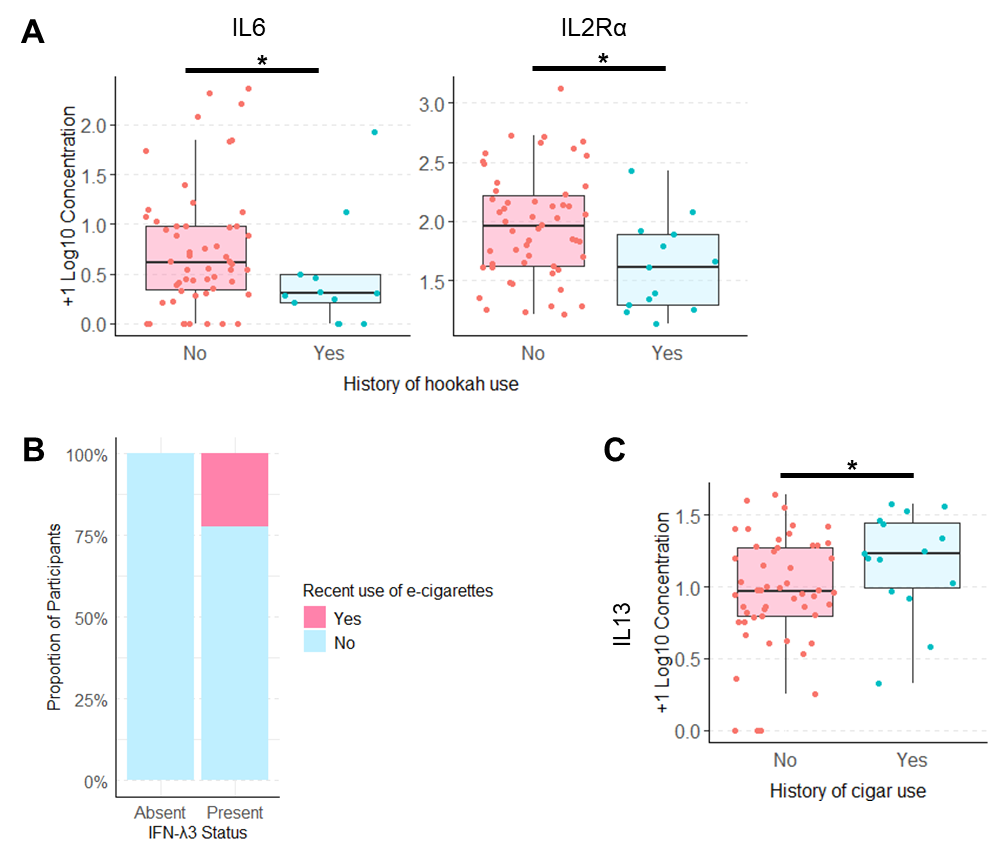 A
IL6
IL2Rα
*
*
+1 Log10 Concentration
2.0
1.5
1.0
0.5
0.0
3.0
2.5
2.0
1.5
No
Yes
No
Yes
History of hookah use
B
Proportion of Participants
100%
75%
50%
25%
0%
Absent
Present
IFN-λ3 Status
Recent use of e-cigarettes
Yes
No
C
*
IL13
+1 Log10 Concentration
1.5
1.0
0.5
0.0
No
Yes
History of cigar use